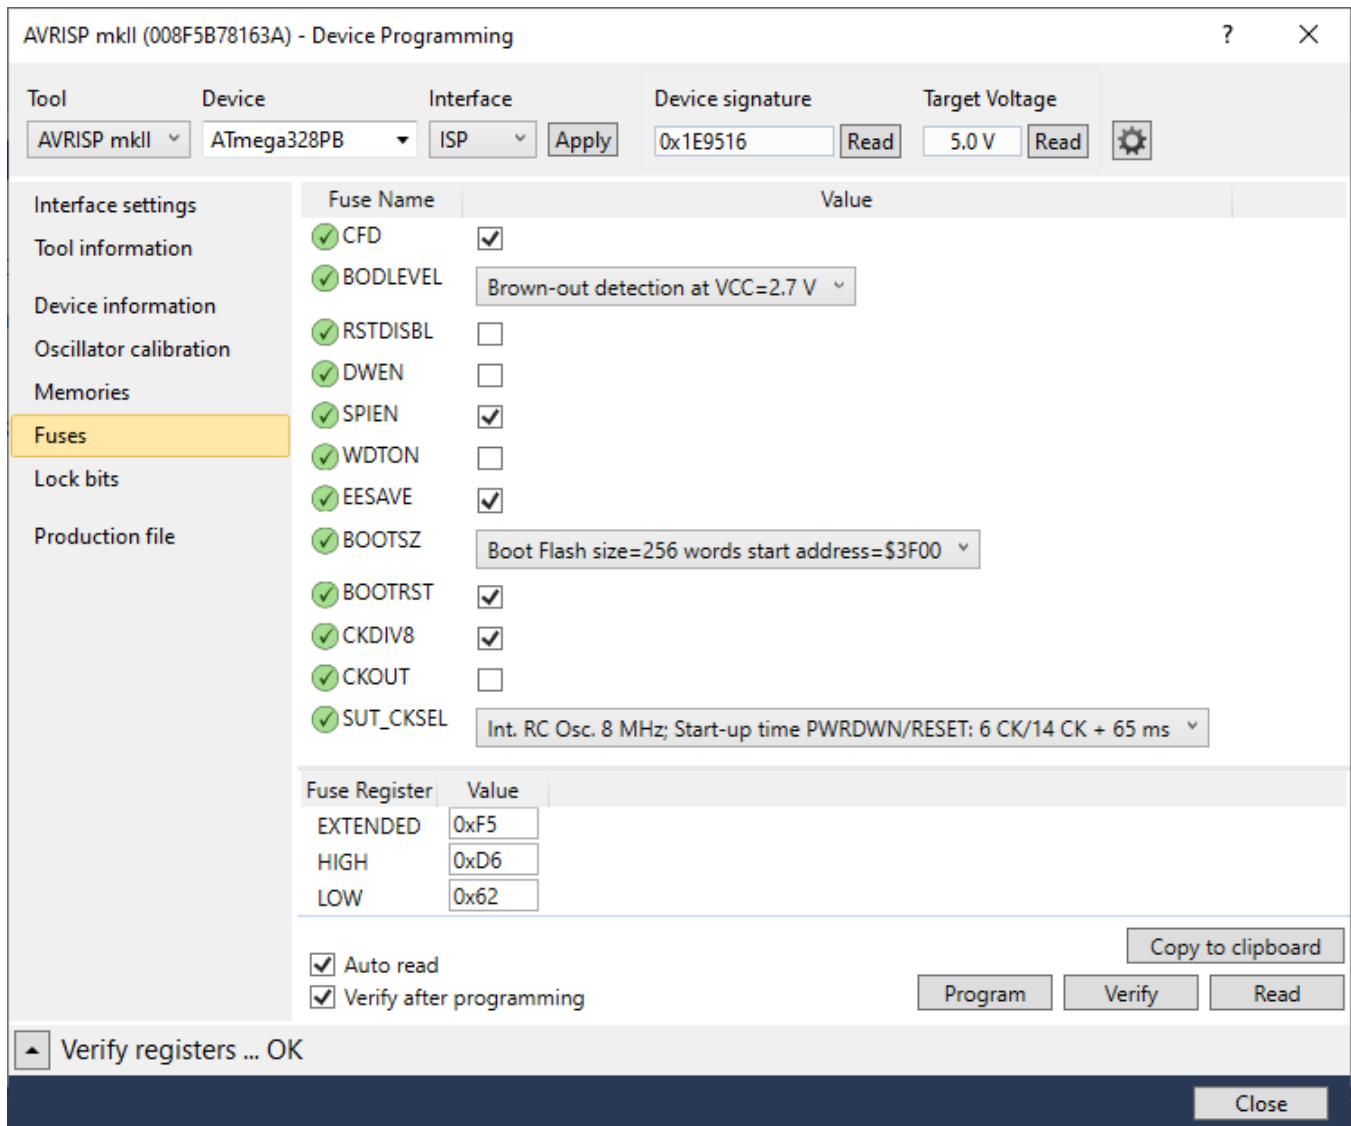 AVRISP mkII (008F5B78163A) - Device Programming
?
Tool Device Interface Device signature Target Voltage
AVRISP mkII ATmega328PB ISP Apply 0x1E9516 Read 5.0 V Read
Interface settings
Tool information
Device information
Oscillator calibration
Memories
Fuses
Lock bits
Production file
Fuse Name Value
CFD
BODLEVEL Brown-out detection at VCC=2.7 V
RSTDISBL
DWEN
SPIEN
WDTON
EESAVE
BOOTSZ Boot Flash size=256 words start address=$3F00
BOOTRST
CKDIV8
CKOUT
SUT_CKSEL Int. RC Osc. 8 MHz; Start-up time PWRDWN/RESET: 6 CK/14 CK + 65 ms
Fuse Register Value
EXTENDED 0xF5
HIGH 0xD6
LOW 0x62
Copy to clipboard
Auto read
Verify after programming
Program Verify Read
Verify registers ... OK
Close